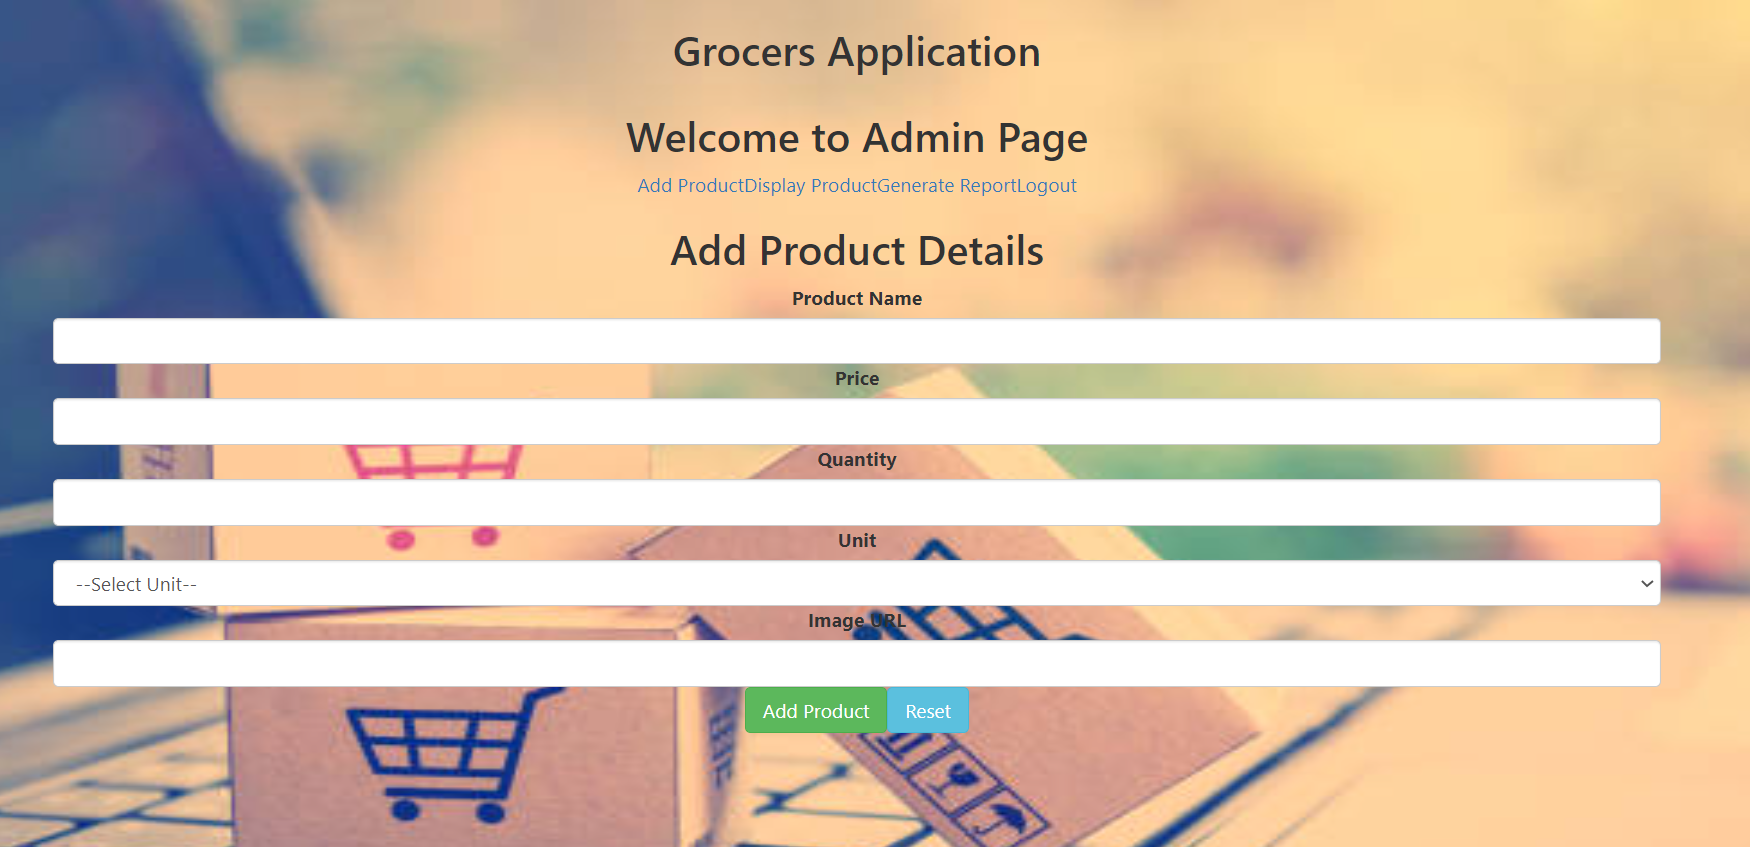 Grocers Application
Welcome to Admin Page
Add ProductDisplay ProductGenerate ReportLogout
Add Product Details
Product Name
Price
Quantity
Unit
--Select Unit--
Image URL
Add Product Reset